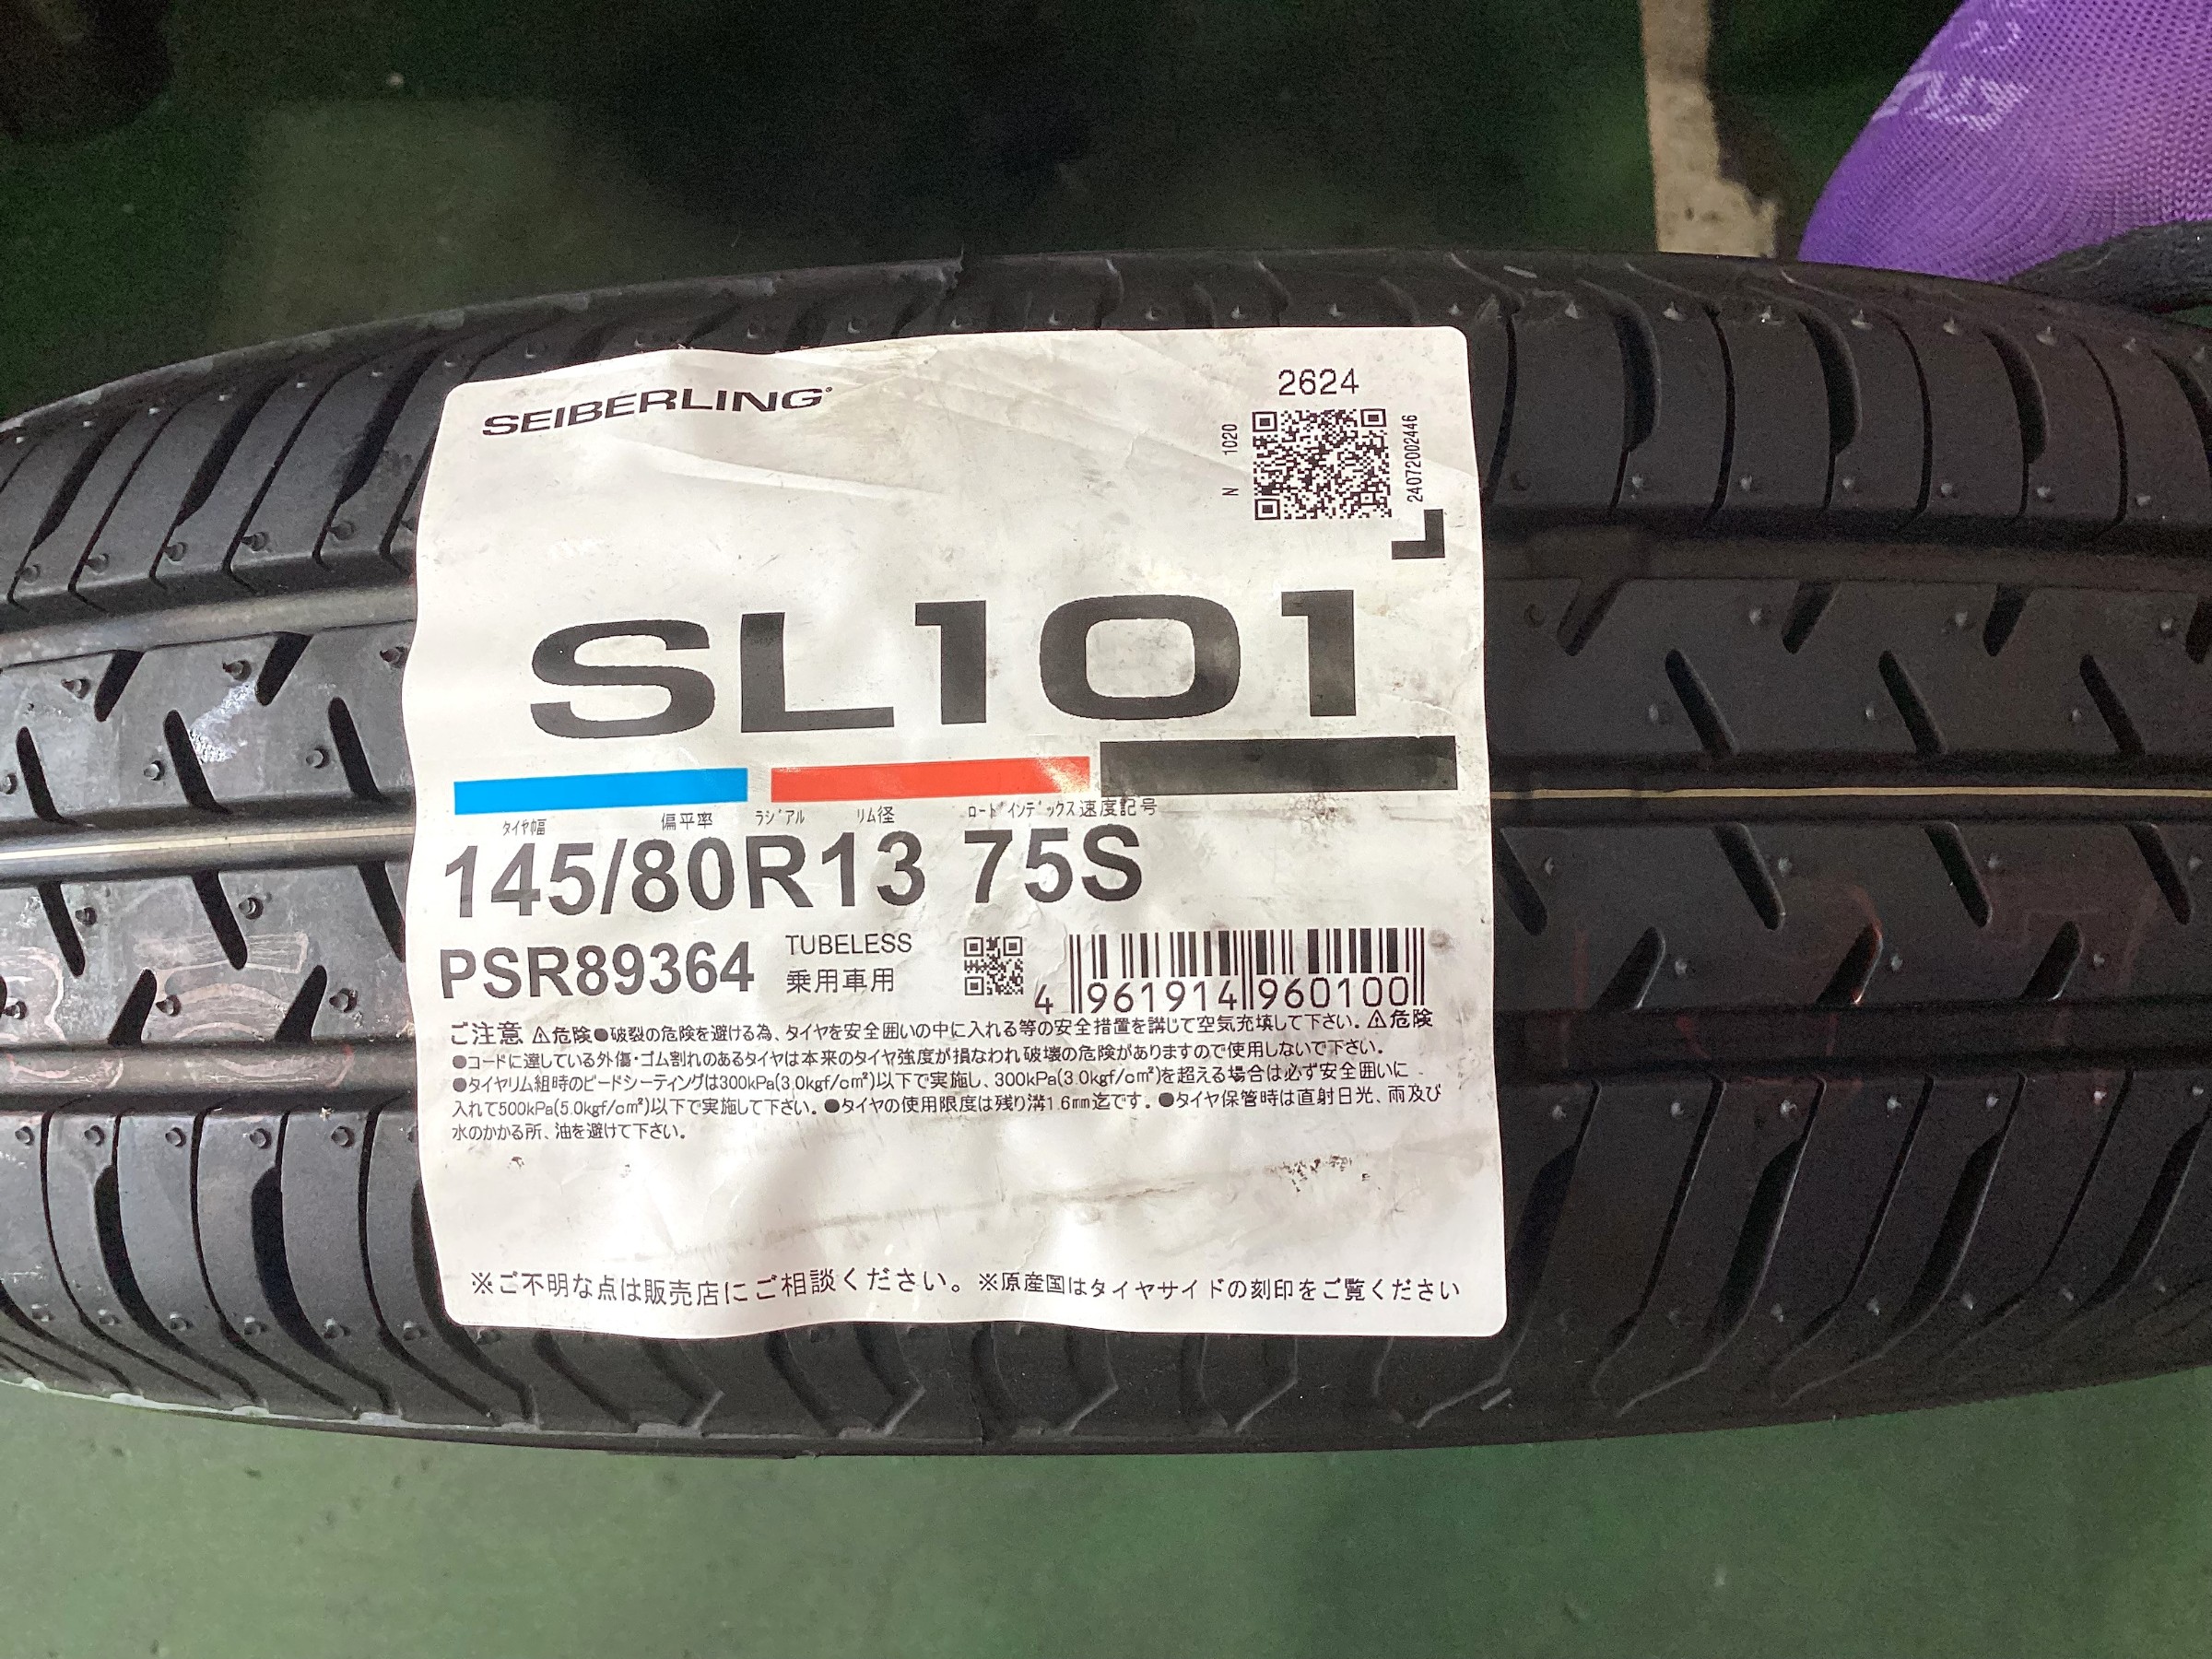 SEIBERLING
2624
N 1020
240720002446
SL101
タイヤ幅 偏平率 ラジアル リム径 ロードインデックス 速度記号
145/80R13 75S
PSR89364
TUBELESS
乗用車用
4 961914 960100
ご注意 ⚠危険●破裂の危険を避ける為、タイヤを安全囲いの中に入れる等の安全措置を講じて空気充填して下さい。⚠危険
●コードに達している外傷・ゴム割れのあるタイヤは本来のタイヤ強度が損なわれ破壊の危険がありますので使用しないで下さい。
●タイヤリム組時のビードシーティングは300kPa(3.0kgf/c㎡)以下で実施し、300kPa(3.0kgf/c㎡)を超える場合は必ず安全囲いに
入れて500kPa(5.0kgf/c㎡)以下で実施して下さい。●タイヤの使用限度は残り溝1.6mm迄です。●タイヤ保管時は直射日光、雨及び
水のかかる所、油を避けて下さい。
※ご不明な点は販売店にご相談ください。※原産国はタイヤサイドの刻印をご覧ください